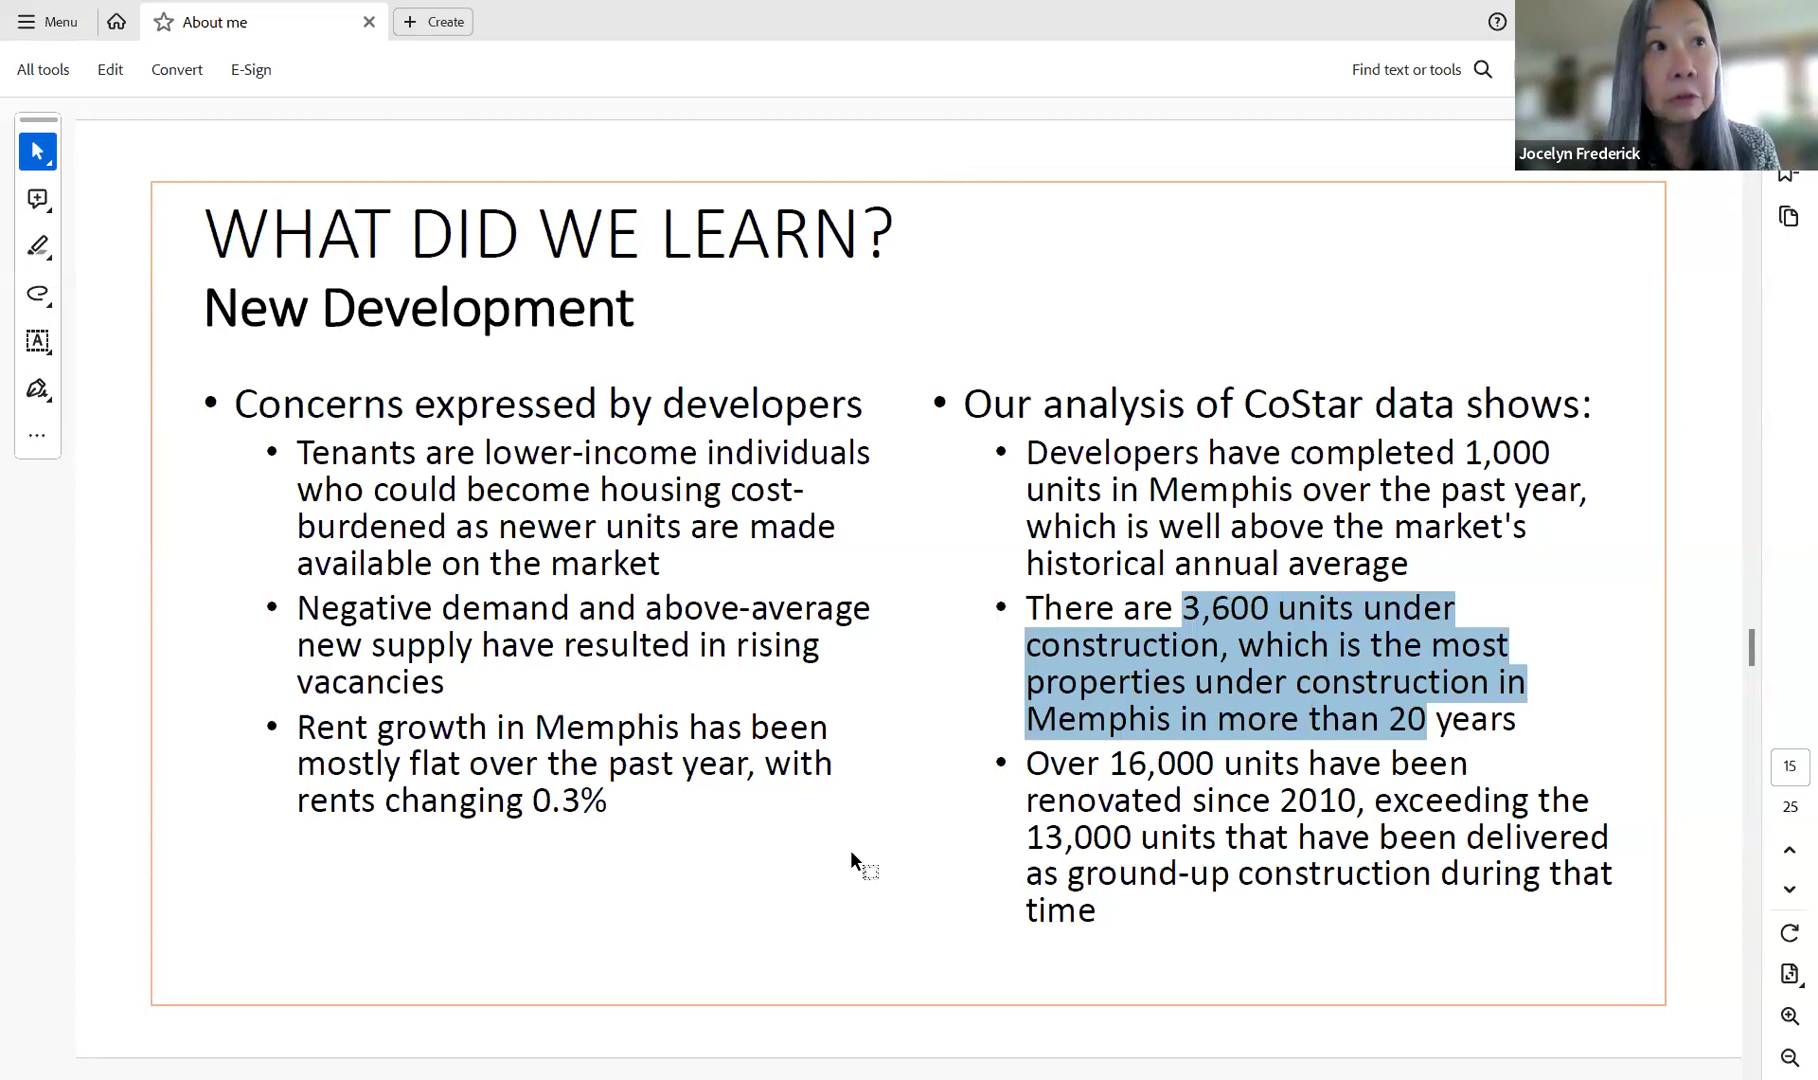 Menu
About me
Create
All tools
Edit
Convert
E-Sign
Find text or tools
Jocelyn Frederick
WHAT DID WE LEARN?
New Development
• Concerns expressed by developers
• Tenants are lower-income individuals
who could become housing cost-
burdened as newer units are made
available on the market
• Negative demand and above-average
new supply have resulted in rising
vacancies
• Rent growth in Memphis has been
mostly flat over the past year, with
rents changing 0.3%
• Our analysis of CoStar data shows:
• Developers have completed 1,000
units in Memphis over the past year,
which is well above the market's
historical annual average
• There are 3,600 units under
construction, which is the most
properties under construction in
Memphis in more than 20 years
• Over 16,000 units have been
renovated since 2010, exceeding the
13,000 units that have been delivered
as ground-up construction during that
time
15
25